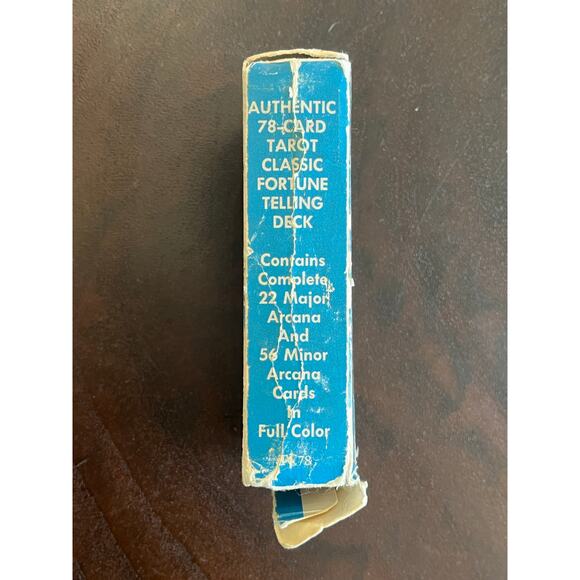 AUTHENTIC
78-CARD
TAROT
CLASSIC
FORTUNE
TELLING
DECK
Contains
Complete
22 Major
Arcana
And
56 Minor
Arcana
Cards
In
Full Color
78